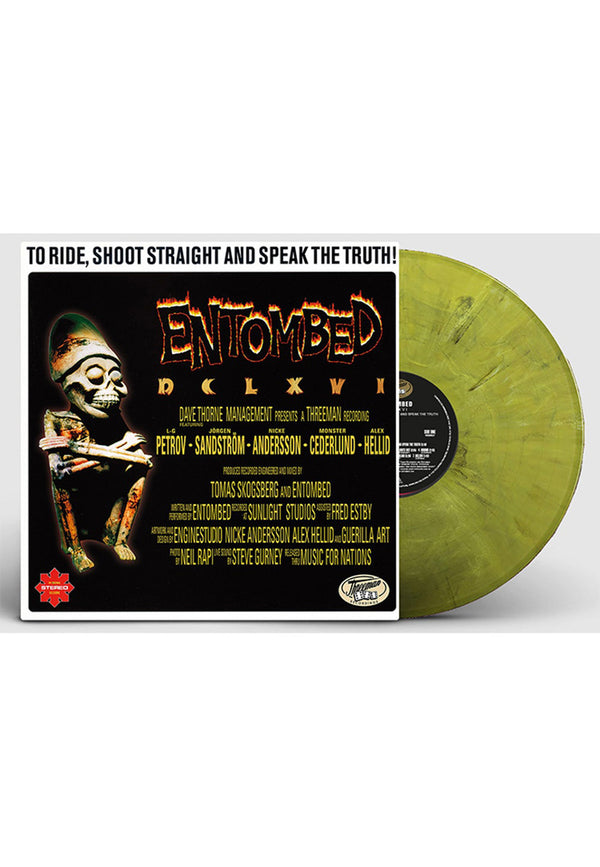 TO RIDE, SHOOT STRAIGHT AND SPEAK THE TRUTH!
ENTOMBED
DCLXVI
DAVE THORNE MANAGEMENT PRESENTS A THREEMAN RECORDING
FEATURING
L-G JÖRGEN NICKE MONSTER ALEX
PETROV - SANDSTRÖM - ANDERSSON - CEDERLUND - HELLID
PRODUCED RECORDED ENGINEERED AND MIXED BY
TOMAS SKOGSBERG AND ENTOMBED
WRITTEN AND PERFORMED BY ENTOMBED RECORDED AT SUNLIGHT STUDIOS ASSISTED BY FRED ESTBY
ARTWORK AND DESIGN BY ENGINESTUDIO NICKE ANDERSSON ALEX HELLID AND GUERILLA ART
PHOTO BY NEIL RAPI LIVE SOUND BY STEVE GURNEY RELEASED THRU MUSIC FOR NATIONS
STEREO
Threeman
RECORDINGS
SIDE ONE